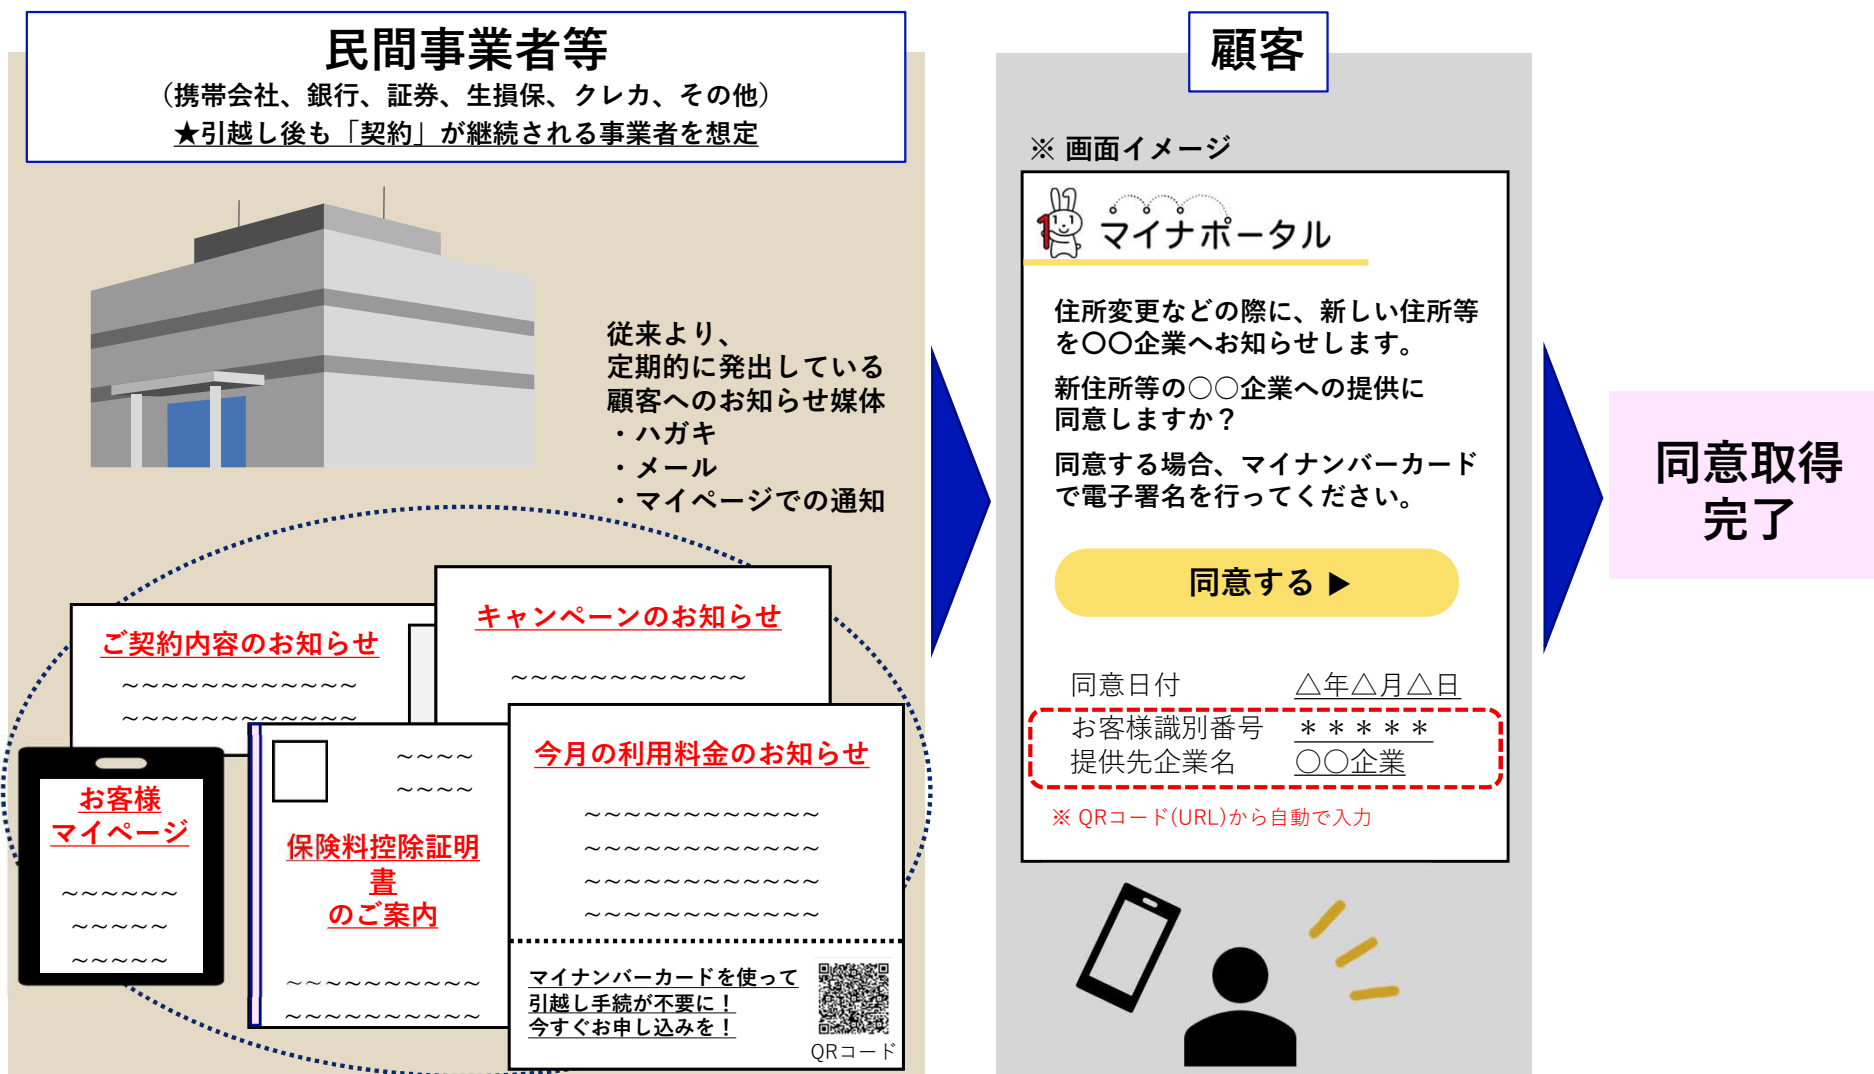 民間事業者等
（携帯会社、銀行、証券、生損保、クレカ、その他）
★引越し後も「契約」が継続される事業者を想定
従来より、
定期的に発出している
顧客へのお知らせ媒体
・ハガキ
・メール
・マイページでの通知
ご契約内容のお知らせ
～～～～～～～～～～～～
～～～～～～～～～～～～
キャンペーンのお知らせ
～～～～～～～～～～～～
お客様
マイページ
～～～～～～
～～～～～
～～～～～
～～～～
～～～～
保険料控除証明
書
のご案内
～～～～～～～～～～
～～～～～～～～～～
今月の利用料金のお知らせ
～～～～～～～～～～～～
～～～～～～～～～～～～
～～～～～～～～～～～～
～～～～～～～～～～～～
マイナンバーカードを使って
引越し手続が不要に！
今すぐお申し込みを！
QRコード
顧客
※ 画面イメージ
マイナポータル
住所変更などの際に、新しい住所等
を〇〇企業へお知らせします。
新住所等の○○企業への提供に
同意しますか？
同意する場合、マイナンバーカード
で電子署名を行ってください。
同意する ▶
同意日付 △年△月△日
お客様識別番号 ＊＊＊＊＊
提供先企業名 ○○企業
※ QRコード(URL)から自動で入力
同意取得
完了